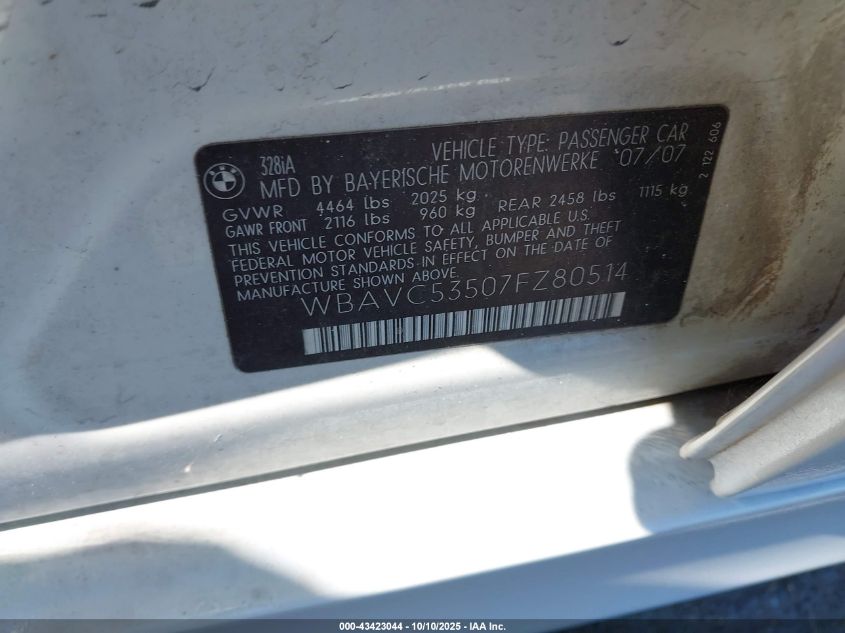 328iA VEHICLE TYPE: PASSENGER CAR
MFD BY BAYERISCHE MOTORENWERKE 07/07
GVWR 4464 lbs 2025 kg
GAWR FRONT 2116 lbs 960 kg REAR 2458 lbs 1115 kg
THIS VEHICLE CONFORMS TO ALL APPLICABLE U.S.
FEDERAL MOTOR VEHICLE SAFETY, BUMPER AND THEFT
PREVENTION STANDARDS IN EFFECT ON THE DATE OF
MANUFACTURE SHOWN ABOVE.
WBAVC53507FZ80514
2 122 606
000-43423044 / 10/10/2025 - IAA Inc.